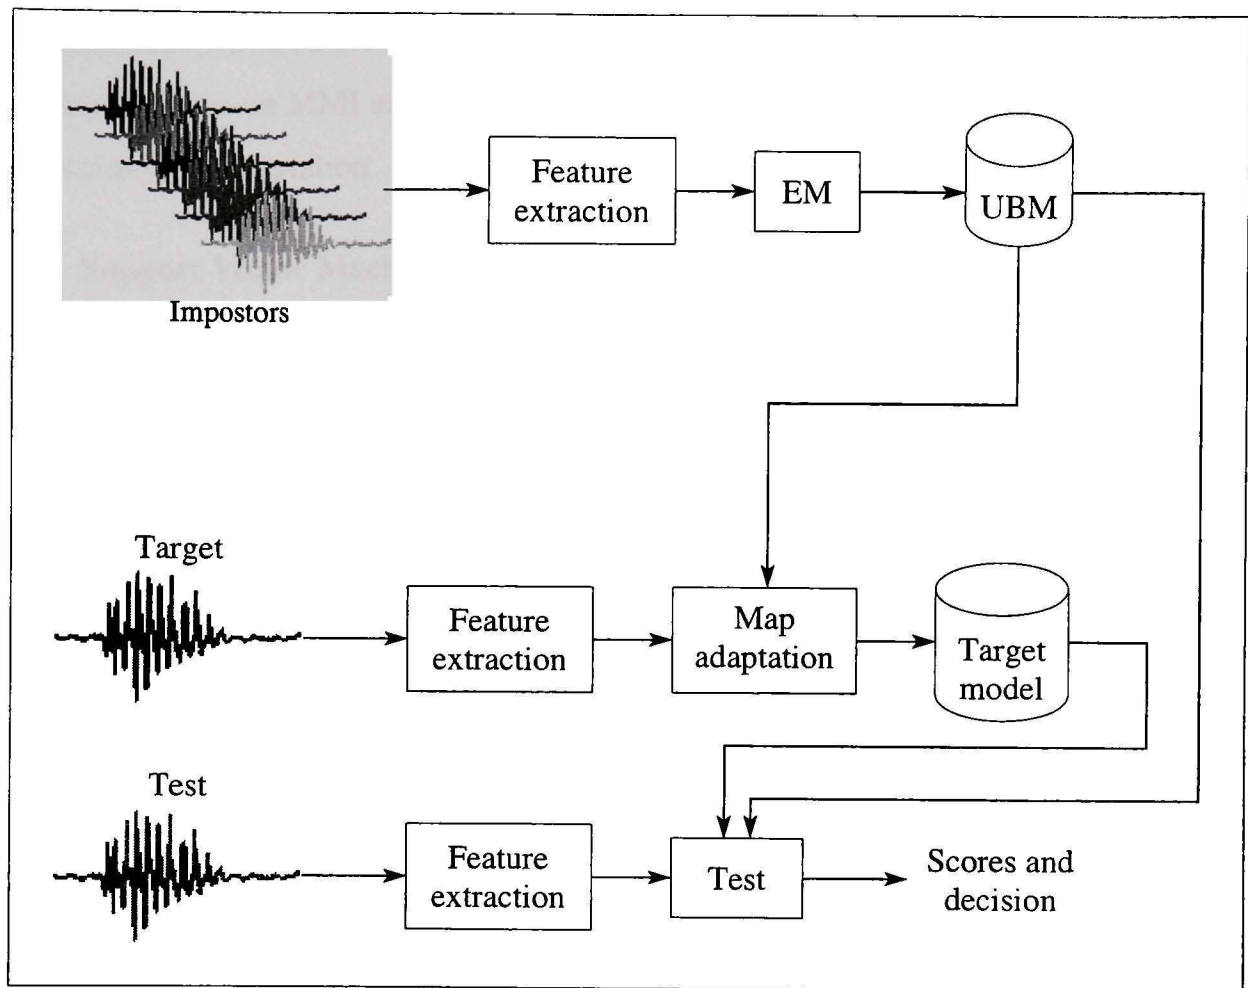 Impostors
Feature
extraction
EM
UBM
Target
Feature
extraction
Map
adaptation
Target
model
Test
Feature
extraction
Test
Scores and
decision